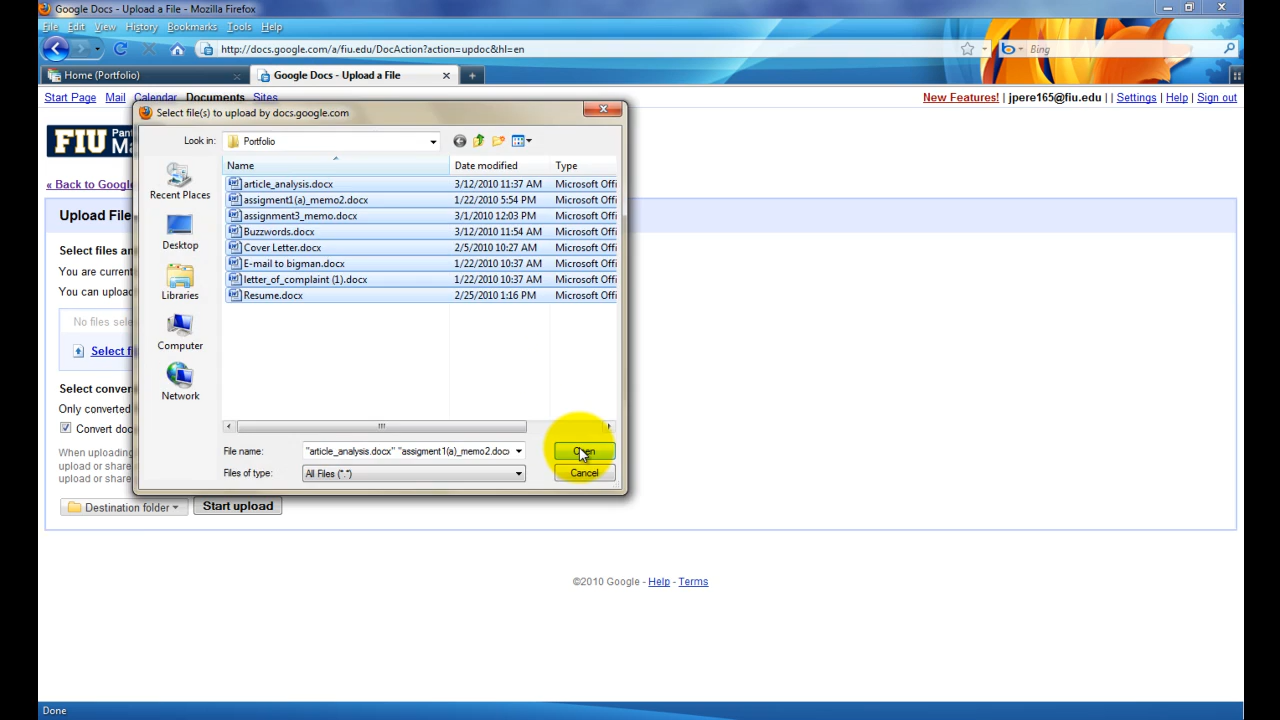 Google Docs - Upload a File - Mozilla Firefox
File Edit View History Bookmarks Tools Help
http://docs.google.com/a/fiu.edu/DocAction?action=updoc&hl=en
Bing
Home (Portfolio)
Google Docs - Upload a File
Start Page Mail Calendar Documents Sites
New Features! | jpere165@fiu.edu | | Settings | Help | Sign out
Select file(s) to upload by docs.google.com
FIU
Look in: Portfolio
« Back to Google
Name Date modified Type
Recent Places
Desktop
Libraries
Computer
Network
article_analysis.docx 3/12/2010 11:37 AM Microsoft Offi
assigment1(a)_memo2.docx 1/22/2010 5:54 PM Microsoft Offi
assignment3_memo.docx 3/1/2010 12:03 PM Microsoft Offi
Buzzwords.docx 3/12/2010 11:54 AM Microsoft Offi
Cover Letter.docx 2/5/2010 10:27 AM Microsoft Offi
E-mail to bigman.docx 1/22/2010 10:37 AM Microsoft Offi
letter_of_complaint (1).docx 1/22/2010 10:37 AM Microsoft Offi
Resume.docx 2/25/2010 1:16 PM Microsoft Offi
File name: "article_analysis.docx" "assigment1(a)_memo2.docx Open
Files of type: All Files (*.*) Cancel
Upload File
Select files an
You are curren
You can upload
No files sele
Select fi
Select conver
Only converted
Convert doc
When uploading
upload or share
upload or share
Destination folder Start upload
©2010 Google - Help - Terms
Done